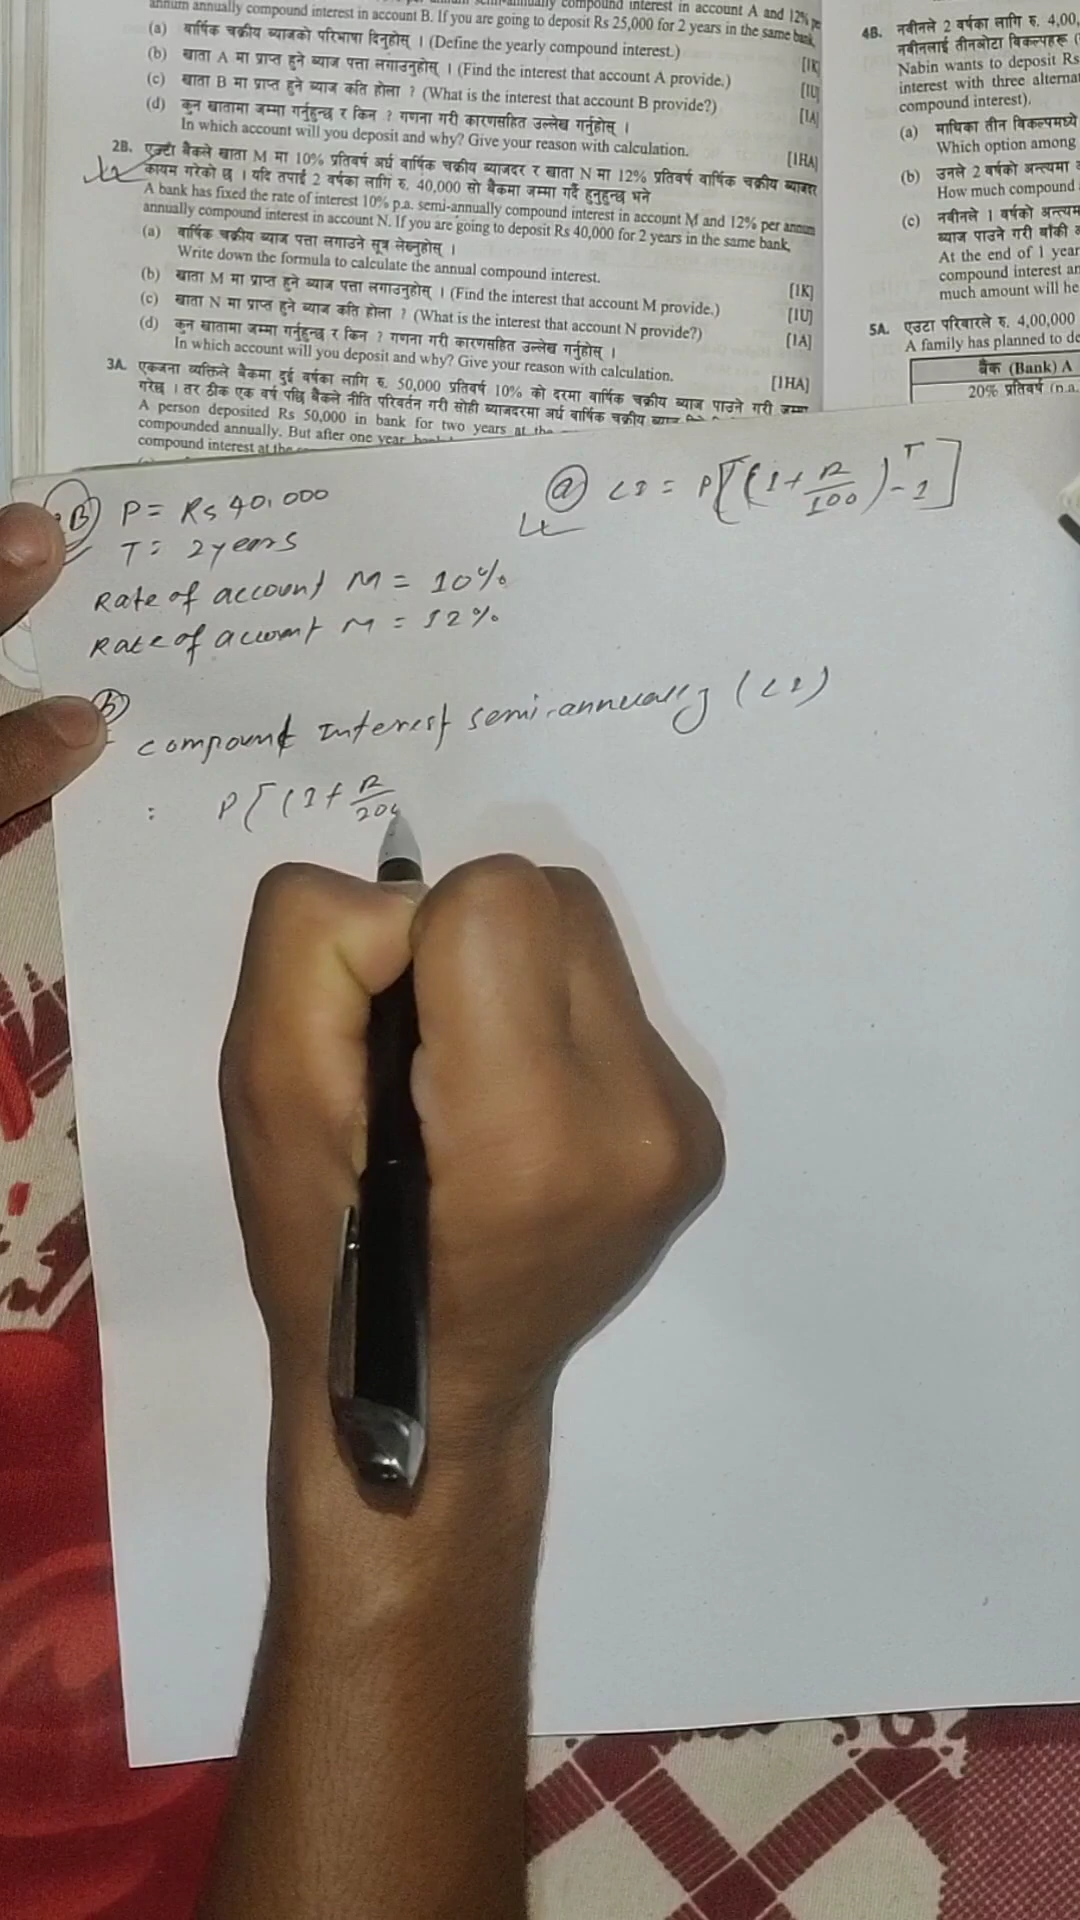 annum annually compound interest in account B. If you are going to deposit Rs 25,000 for 2 years in the same bank,
(a) वार्षिक चक्रीय ब्याजको परिभाषा दिनुहोस् । (Define the yearly compound interest.) [1K]
(b) खाता A मा प्राप्त हुने ब्याज पत्ता लगाउनुहोस् । (Find the interest that account A provide.) [1U]
(c) खाता B मा प्राप्त हुने ब्याज कति होला ? (What is the interest that account B provide?) [1A]
(d) कुन खातामा जम्मा गर्नुहुन्छ र किन ? गणना गरी कारणसहित उल्लेख गर्नुहोस् ।
In which account will you deposit and why? Give your reason with calculation. [1HA]
2B. एउटा बैंकले खाता M मा 10% प्रतिवर्ष अर्ध वार्षिक चक्रीय ब्याजदर र खाता N मा 12% प्रतिवर्ष वार्षिक चक्रीय ब्याजदर
कायम गरेको छ । यदि तपाईं 2 वर्षका लागि रु. 40,000 सो बैंकमा जम्मा गर्दै हुनुहुन्छ भने
A bank has fixed the rate of interest 10% p.a. semi-annually compound interest in account M and 12% per annum
annually compound interest in account N. If you are going to deposit Rs 40,000 for 2 years in the same bank,
(a) वार्षिक चक्रीय ब्याज पत्ता लगाउने सूत्र लेख्नुहोस् ।
Write down the formula to calculate the annual compound interest. [1K]
(b) खाता M मा प्राप्त हुने ब्याज पत्ता लगाउनुहोस् । (Find the interest that account M provide.) [1U]
(c) खाता N मा प्राप्त हुने ब्याज कति होला ? (What is the interest that account N provide?) [1A]
(d) कुन खातामा जम्मा गर्नुहुन्छ र किन ? गणना गरी कारणसहित उल्लेख गर्नुहोस् ।
In which account will you deposit and why? Give your reason with calculation. [1HA]
3A. एकजना व्यक्तिले बैंकमा दुई वर्षका लागि रु. 50,000 प्रतिवर्ष 10% को दरमा वार्षिक चक्रीय ब्याज पाउने गरी जम्मा
गरेछ । तर ठीक एक वर्ष पछि बैंकले नीति परिवर्तन गरी सोही ब्याजदरमा अर्ध वार्षिक चक्रीय ब्याज
A person deposited Rs 50,000 in bank for two years at the
compounded annually. But after one year
compound interest at the
4B. नबीनले 2 वर्षका लागि रु. 4,00,
नबीनलाई तीनओटा विकल्पहरू (
Nabin wants to deposit Rs
interest with three alterna
compound interest).
(a) माथिका तीन विकल्पमध्ये
Which option among
(b) उनले 2 वर्षको अन्त्यमा
How much compound
(c) नबीनले 1 वर्षको अन्त्यम
ब्याज पाउने गरी बाँकी
At the end of 1 year
compound interest an
much amount will he
5A. एउटा परिवारले रु. 4,00,000
A family has planned to de
बैंक (Bank) A
20% प्रतिवर्ष (p.a.
B) P = Rs 40,000
T = 2 years
Rate of account M = 10%
Rate of account M = 12%
(a) CI = P[(1+R/100)^T - 1]
(b)
compound Interest semi-annually (CI)
: P[(1+R/200